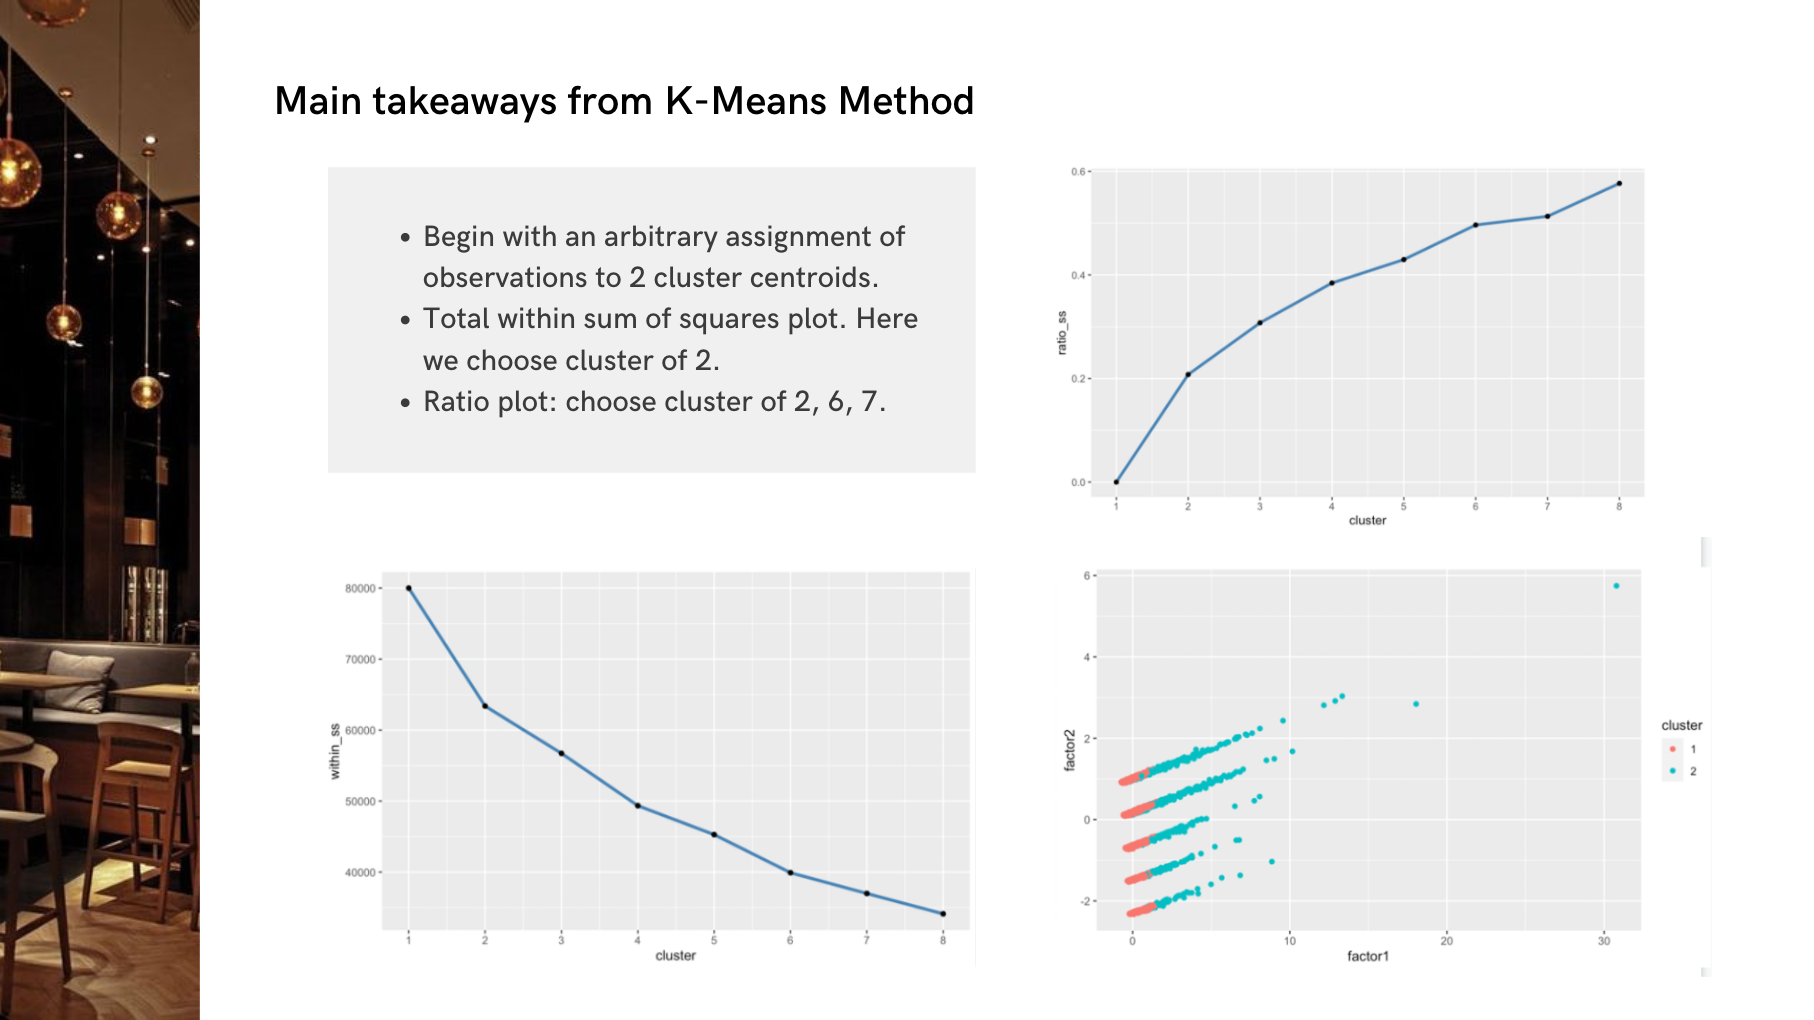 Main takeaways from K-Means Method
• Begin with an arbitrary assignment of
observations to 2 cluster centroids.
• Total within sum of squares plot. Here
we choose cluster of 2.
• Ratio plot: choose cluster of 2, 6, 7.
0.6
0.4
0.2
0.0
ratio_ss
1 2 3 4 5 6 7 8
cluster
80000
70000
60000
50000
40000
within_ss
1 2 3 4 5 6 7 8
cluster
6
4
2
0
-2
factor2
0 10 20 30
factor1
cluster
1
2